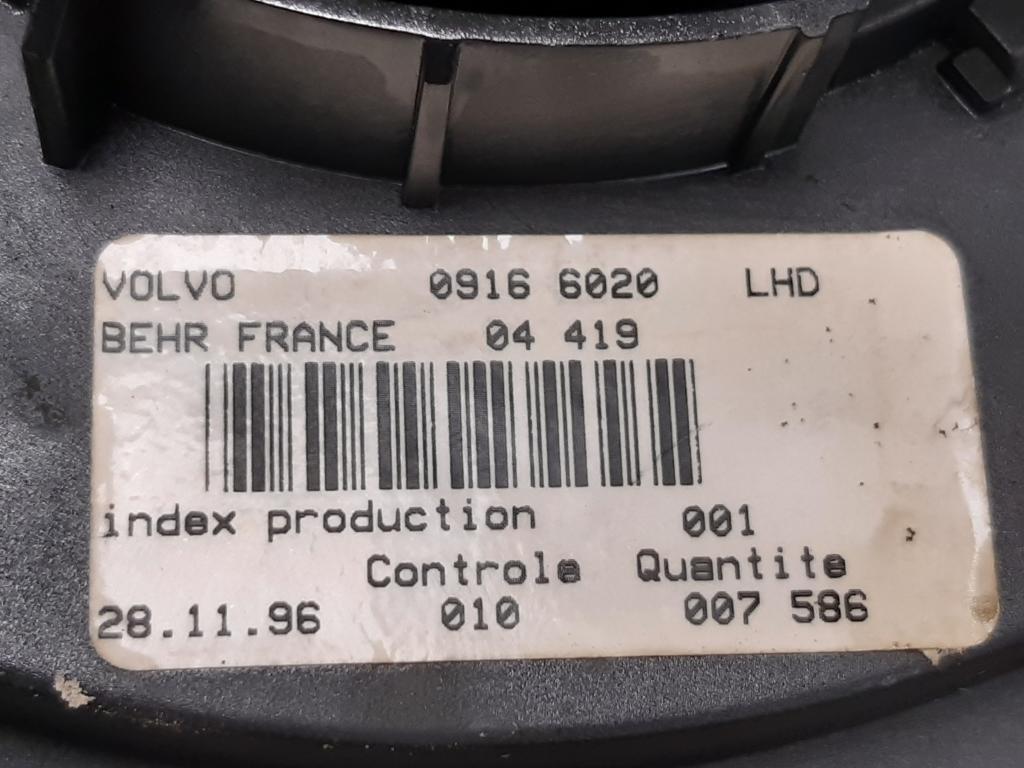 VOLVO 0916 6020 LHD
BEHR FRANCE 04 419
index production 001
Controle Quantite
28.11.96 010 007 586